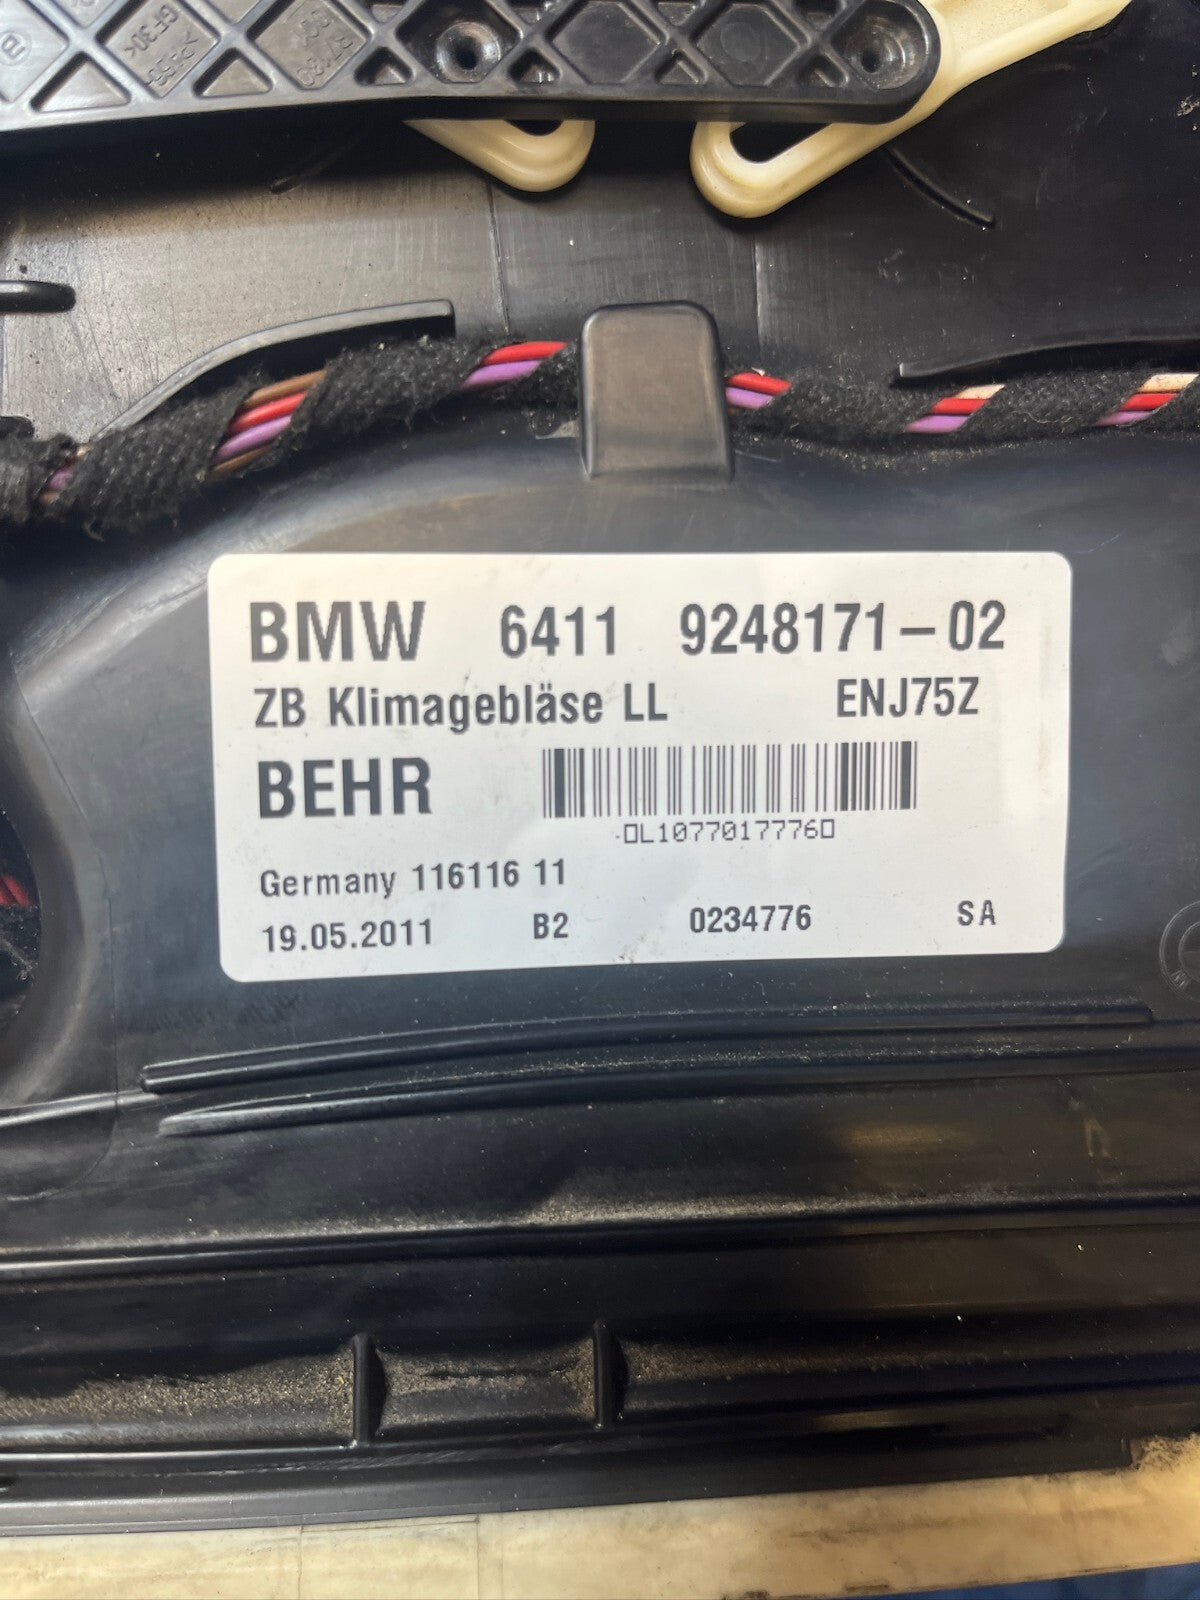 GF30
BMW 6411 9248171-02
ZB Klimagebläse LL ENJ75Z
BEHR
0L10770177760
Germany 116116 11
19.05.2011 B2 0234776 SA